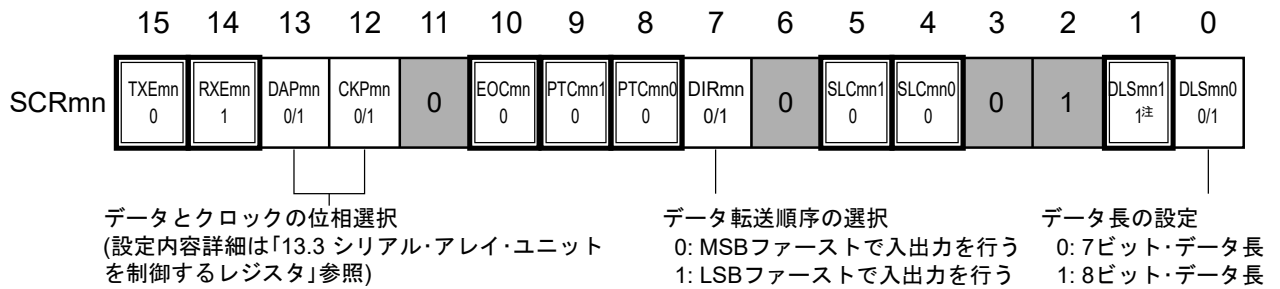 15 14 13 12 11 10 9 8 7 6 5 4 3 2 1 0
SCRmn
TXEmn RXEmn DAPmn CKPmn 0 EOCmn PTCmn1 PTCmn0 DIRmn 0 SLCmn1 SLCmn0 0 1 DLSmn1 DLSmn0
0 1 0/1 0/1 0 0 0 0/1 0 0 1注 0/1
データとクロックの位相選択
(設定内容詳細は「13.3 シリアル・アレイ・ユニット
を制御するレジスタ」参照)
データ転送順序の選択
0: MSBファーストで入出力を行う
1: LSBファーストで入出力を行う
データ長の設定
0: 7ビット・データ長
1: 8ビット・データ長